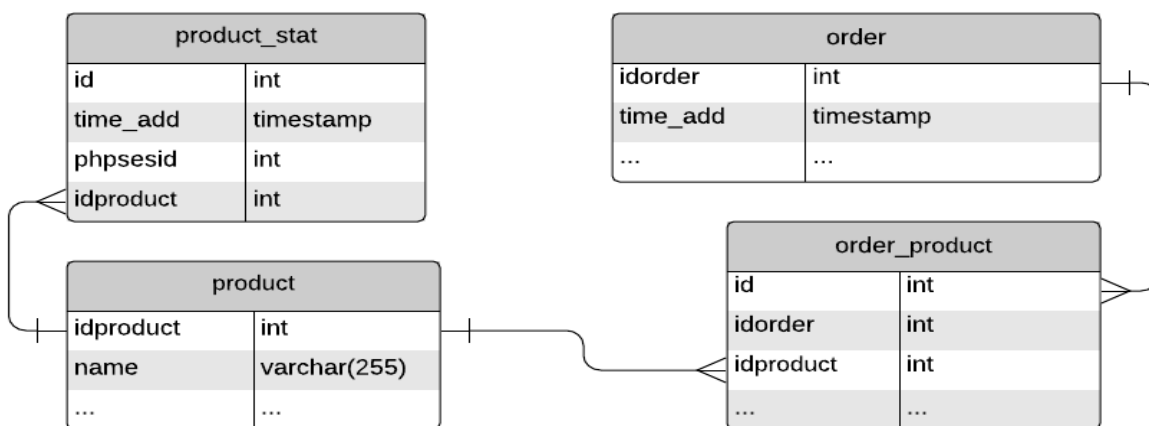 product_stat
id int
time_add timestamp
phpsesid int
idproduct int
order
idorder int
time_add timestamp
... ...
product
idproduct int
name varchar(255)
... ...
order_product
id int
idorder int
idproduct int
... ...